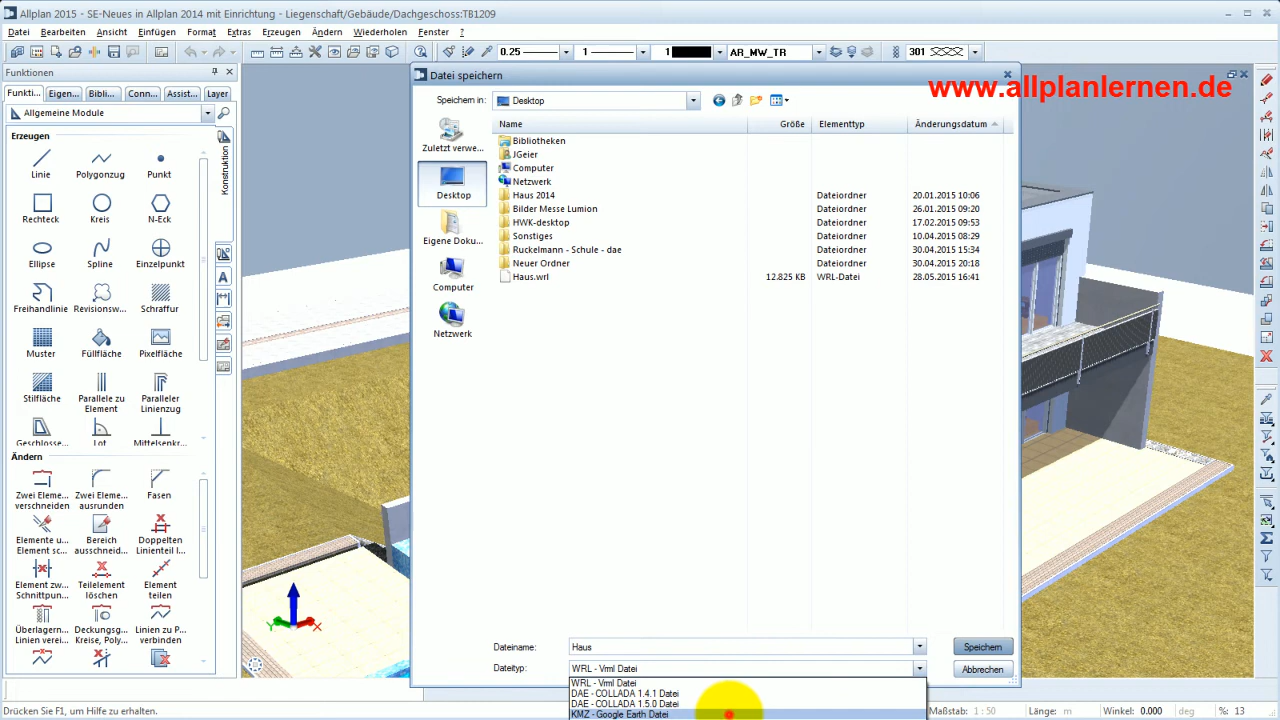 Allplan 2015 - SE-Neues in Allplan 2014 mit Einrichtung - Liegenschaft/Gebäude/Dachgeschoss:TB1209
Datei Bearbeiten Ansicht Einfügen Format Extras Erzeugen Ändern Wiederholen Fenster ?
0.25 1 1 AR_MW_TR 301
Funktionen
Funkti... Eigen... Bibli... Conn... Assist... Layer
Allgemeine Module
Erzeugen
Konstruktion
Linie Polygonzug Punkt
Rechteck Kreis N-Eck
Ellipse Spline Einzelpunkt
Freihandlinie Revisionsw... Schraffur
Muster Füllfläche Pixelfläche
Stilfläche Parallele zu Element Paralleler Linienzug
Geschlosse... Lot Mittelsenkr...
Ändern
Zwei Eleme... verschieben Zwei Eleme... ausrunden Fasen
Elemente u... Element sc... Bereich ausschneid... Doppelten Linienteil l...
Element zw... Schnittpun... Teilelement löschen Element teilen
Überlagern... Linien verei... Deckungsg... Kreise, Poly... Linien zu P... verei...
Datei speichern
www.allplanlernen.de
Speichern in: Desktop
Zuletzt verwe...
Desktop
Eigene Doku...
Computer
Netzwerk
Name Größe Elementtyp Änderungsdatum
Bibliotheken
JGeier
Computer
Netzwerk
Haus 2014 Dateiordner 20.01.2015 10:06
Bilder Messe Lumion Dateiordner 26.01.2015 09:20
HWK-desktop Dateiordner 17.02.2015 09:53
Sonstiges Dateiordner 10.04.2015 08:29
Ruckelmann - Schule - dae Dateiordner 30.04.2015 15:34
Neuer Ordner Dateiordner 30.04.2015 20:18
Haus.wrl 12.825 KB WRL-Datei 28.05.2015 16:41
Dateiname: Haus Speichern
Dateityp: WRL - Vrml Datei Abbrechen
WRL - Vrml Datei
DAE - COLLADA 1.4.1 Datei
DAE - COLLADA 1.5.0 Datei
KMZ - Google Earth Datei
Z Y X
Drücken Sie F1, um Hilfe zu erhalten.
Maßstab: 1 : 50 Länge: m Winkel: 0.000 deg %: 13